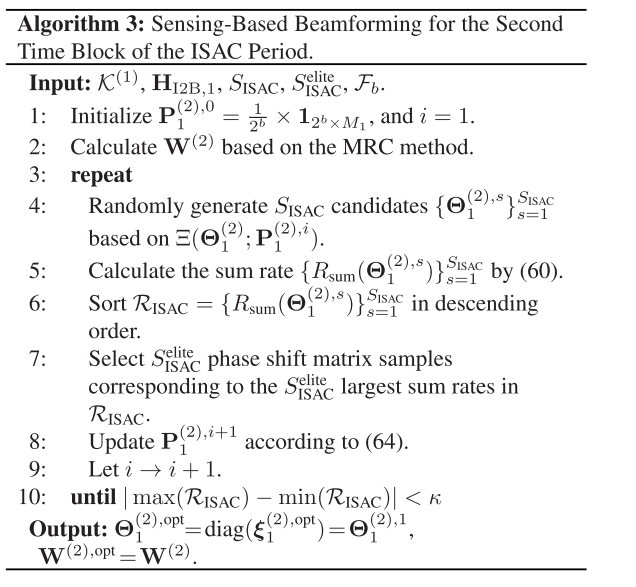 Algorithm 3: Sensing-Based Beamforming for the Second
Time Block of the ISAC Period.
Input: $\mathcal{K}^{(1)}$, $\mathbf{H}_{\mathrm{I2B},1}$, $S_{\mathrm{ISAC}}$, $S_{\mathrm{ISAC}}^{\mathrm{elite}}$, $\mathcal{F}_b$.
1: Initialize $\mathbf{P}_1^{(2),0} = \frac{1}{2^b} \times \mathbf{1}_{2^b \times M_1}$, and $i = 1$.
2: Calculate $\mathbf{W}^{(2)}$ based on the MRC method.
3: repeat
4: Randomly generate $S_{\mathrm{ISAC}}$ candidates $\{\mathbf{\Theta}_1^{(2),s}\}_{s=1}^{S_{\mathrm{ISAC}}}$
based on $\Xi(\mathbf{\Theta}_1^{(2)}; \mathbf{P}_1^{(2),i})$.
5: Calculate the sum rate $\{R_{\mathrm{sum}}(\mathbf{\Theta}_1^{(2),s})\}_{s=1}^{S_{\mathrm{ISAC}}}$ by (60).
6: Sort $\mathcal{R}_{\mathrm{ISAC}} = \{R_{\mathrm{sum}}(\mathbf{\Theta}_1^{(2),s})\}_{s=1}^{S_{\mathrm{ISAC}}}$ in descending
order.
7: Select $S_{\mathrm{ISAC}}^{\mathrm{elite}}$ phase shift matrix samples
corresponding to the $S_{\mathrm{ISAC}}^{\mathrm{elite}}$ largest sum rates in
$\mathcal{R}_{\mathrm{ISAC}}$.
8: Update $\mathbf{P}_1^{(2),i+1}$ according to (64).
9: Let $i \to i + 1$.
10: until $|\max(\mathcal{R}_{\mathrm{ISAC}}) - \min(\mathcal{R}_{\mathrm{ISAC}})| < \kappa$
Output: $\mathbf{\Theta}_1^{(2),\mathrm{opt}} = \mathrm{diag}(\boldsymbol{\xi}_1^{(2),\mathrm{opt}}) = \mathbf{\Theta}_1^{(2),1}$,
$\mathbf{W}^{(2),\mathrm{opt}} = \mathbf{W}^{(2)}$.